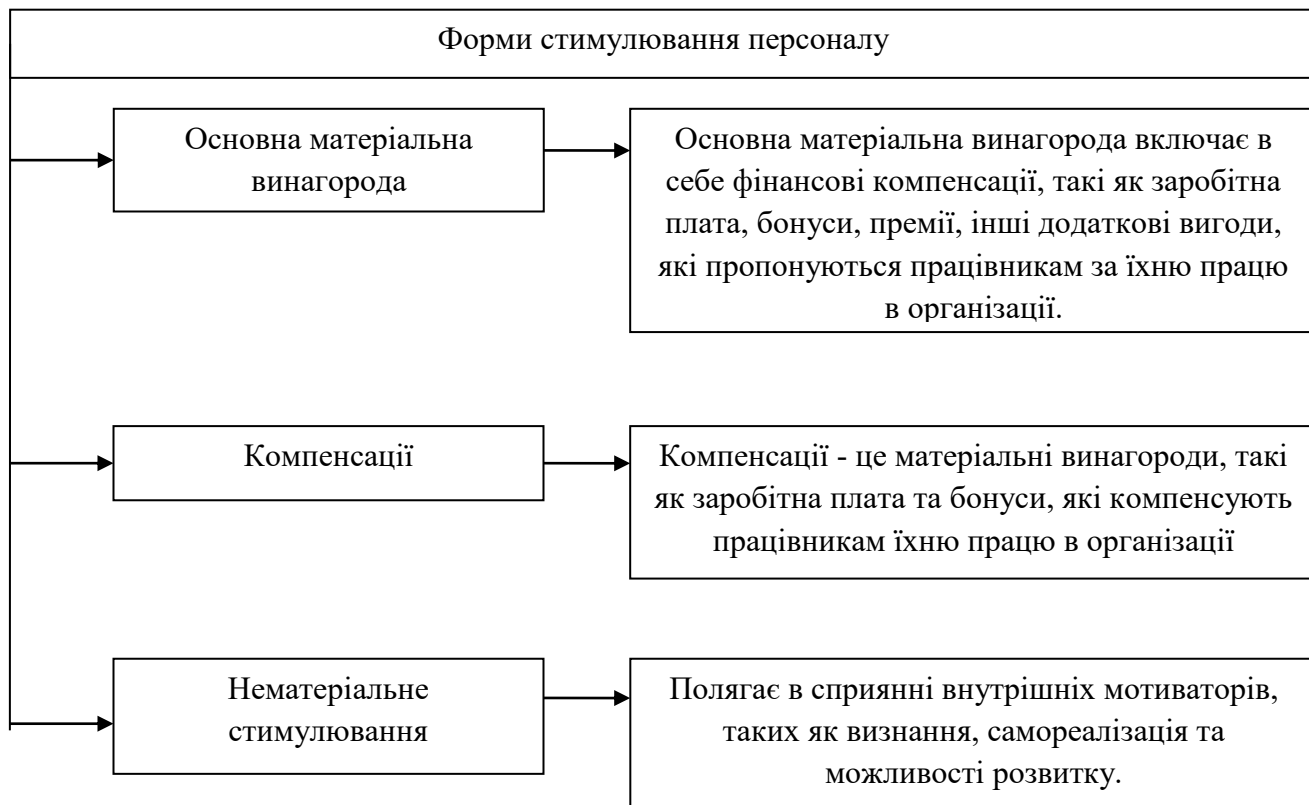 Форми стимулювання персоналу
Основна матеріальна
винагорода
Основна матеріальна винагорода включає в
себе фінансові компенсації, такі як заробітна
плата, бонуси, премії, інші додаткові вигоди,
які пропонуються працівникам за їхню працю
в організації.
Компенсації
Компенсації - це матеріальні винагороди, такі
як заробітна плата та бонуси, які компенсують
працівникам їхню працю в організації
Нематеріальне
стимулювання
Полягає в сприянні внутрішніх мотиваторів,
таких як визнання, самореалізація та
можливості розвитку.